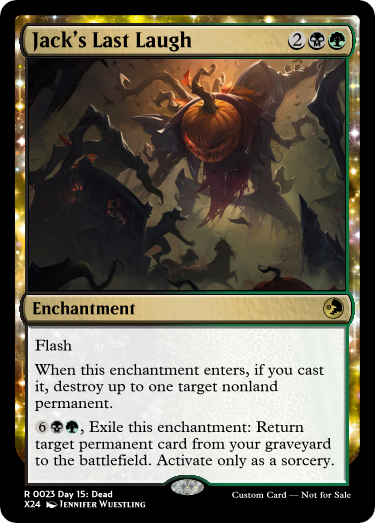 Jack's Last Laugh 2
Enchantment
Flash
When this enchantment enters, if you cast
it, destroy up to one target nonland
permanent.
6, Exile this enchantment: Return
target permanent card from your graveyard
to the battlefield. Activate only as a sorcery.
R 0023 Day 15: Dead
X24 Jennifer Wuestling
Custom Card — Not for Sale